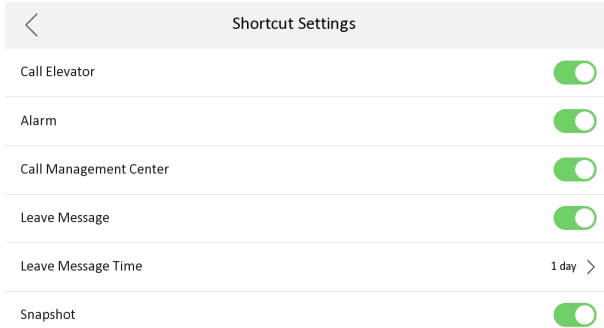 Shortcut Settings
Call Elevator
Alarm
Call Management Center
Leave Message
Leave Message Time 1 day
Snapshot